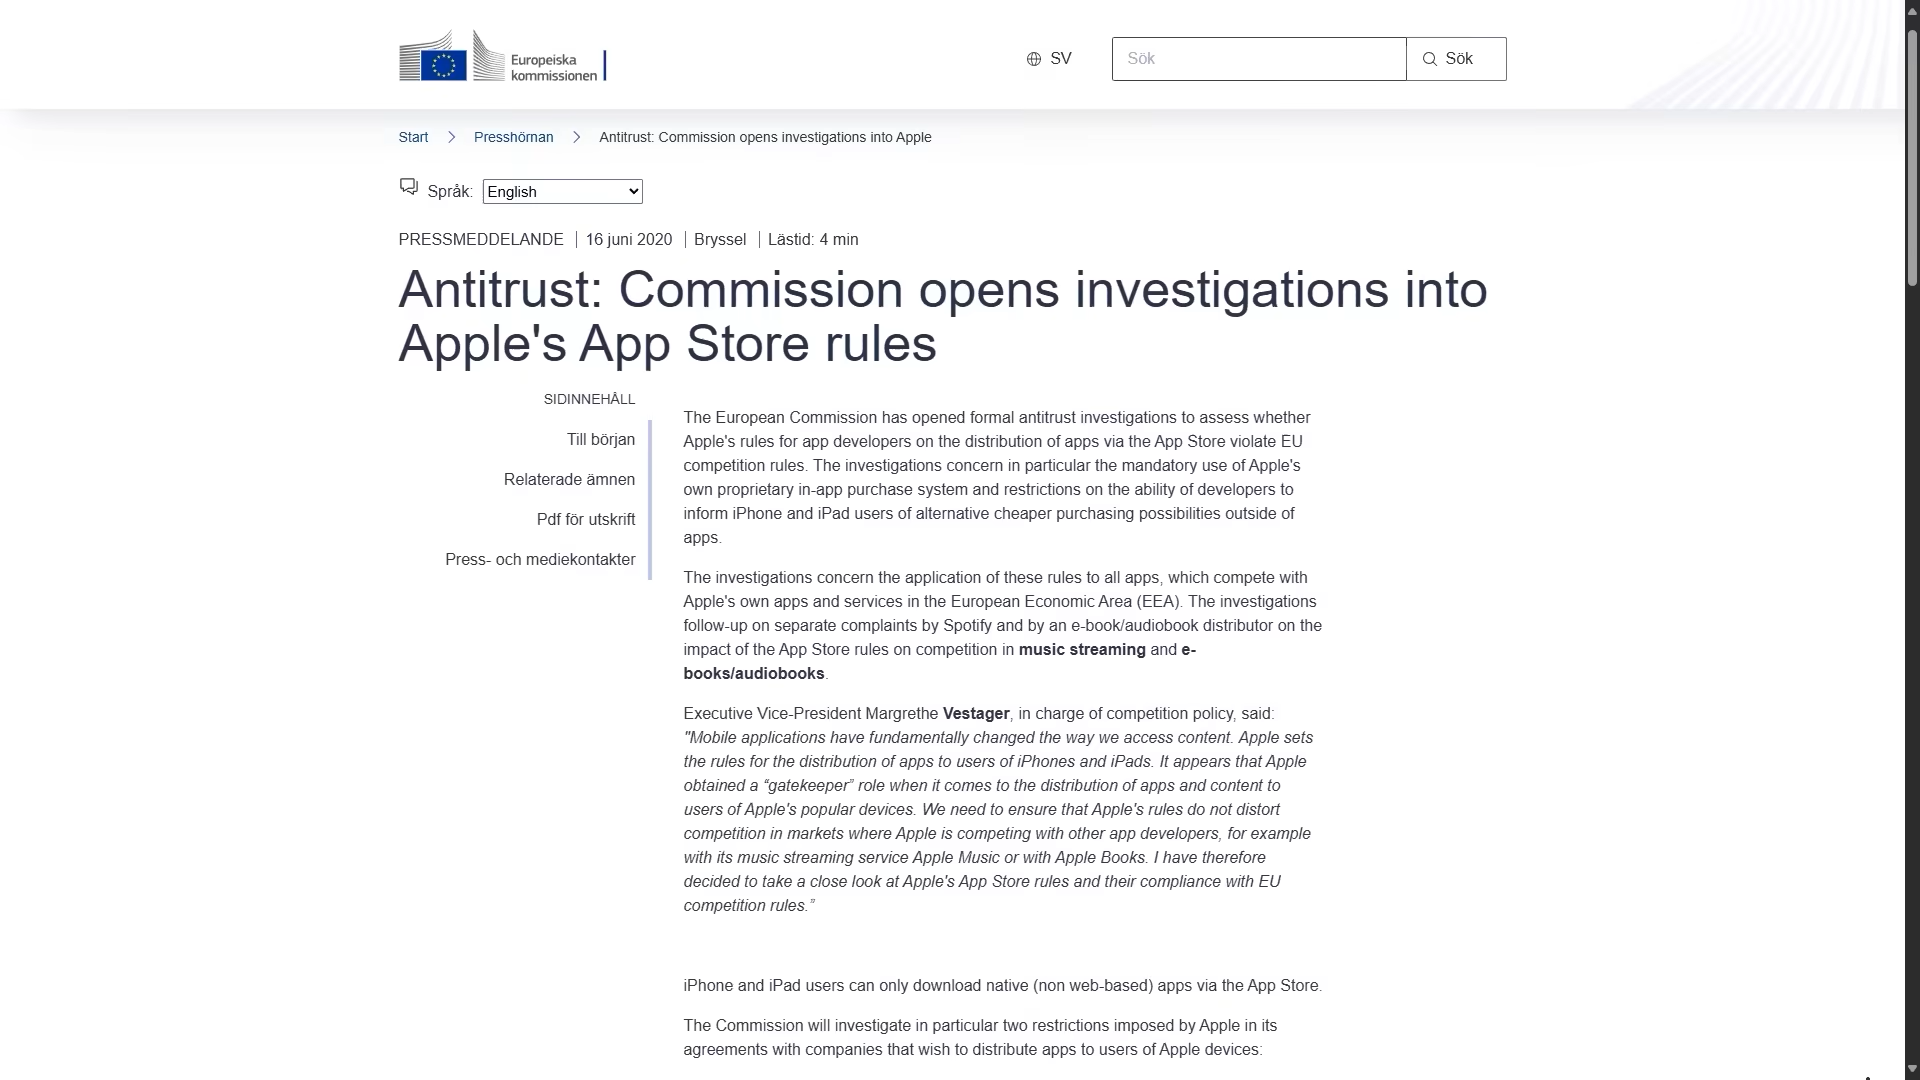 Europeiska
kommissionen
SV
Sök
Sök
Start
Presshörnan
Antitrust: Commission opens investigations into Apple
Språk:
English
PRESSMEDDELANDE
16 juni 2020
Bryssel
Lästid: 4 min
Antitrust: Commission opens investigations into
Apple's App Store rules
SIDINNEHÅLL
Till början
Relaterade ämnen
Pdf för utskrift
Press- och mediekontakter
The European Commission has opened formal antitrust investigations to assess whether
Apple's rules for app developers on the distribution of apps via the App Store violate EU
competition rules. The investigations concern in particular the mandatory use of Apple's
own proprietary in-app purchase system and restrictions on the ability of developers to
inform iPhone and iPad users of alternative cheaper purchasing possibilities outside of
apps.
The investigations concern the application of these rules to all apps, which compete with
Apple's own apps and services in the European Economic Area (EEA). The investigations
follow-up on separate complaints by Spotify and by an e-book/audiobook distributor on the
impact of the App Store rules on competition in music streaming and e-
books/audiobooks.
Executive Vice-President Margrethe Vestager, in charge of competition policy, said:
"Mobile applications have fundamentally changed the way we access content. Apple sets
the rules for the distribution of apps to users of iPhones and iPads. It appears that Apple
obtained a “gatekeeper” role when it comes to the distribution of apps and content to
users of Apple's popular devices. We need to ensure that Apple's rules do not distort
competition in markets where Apple is competing with other app developers, for example
with its music streaming service Apple Music or with Apple Books. I have therefore
decided to take a close look at Apple's App Store rules and their compliance with EU
competition rules.”
iPhone and iPad users can only download native (non web-based) apps via the App Store.
The Commission will investigate in particular two restrictions imposed by Apple in its
agreements with companies that wish to distribute apps to users of Apple devices: